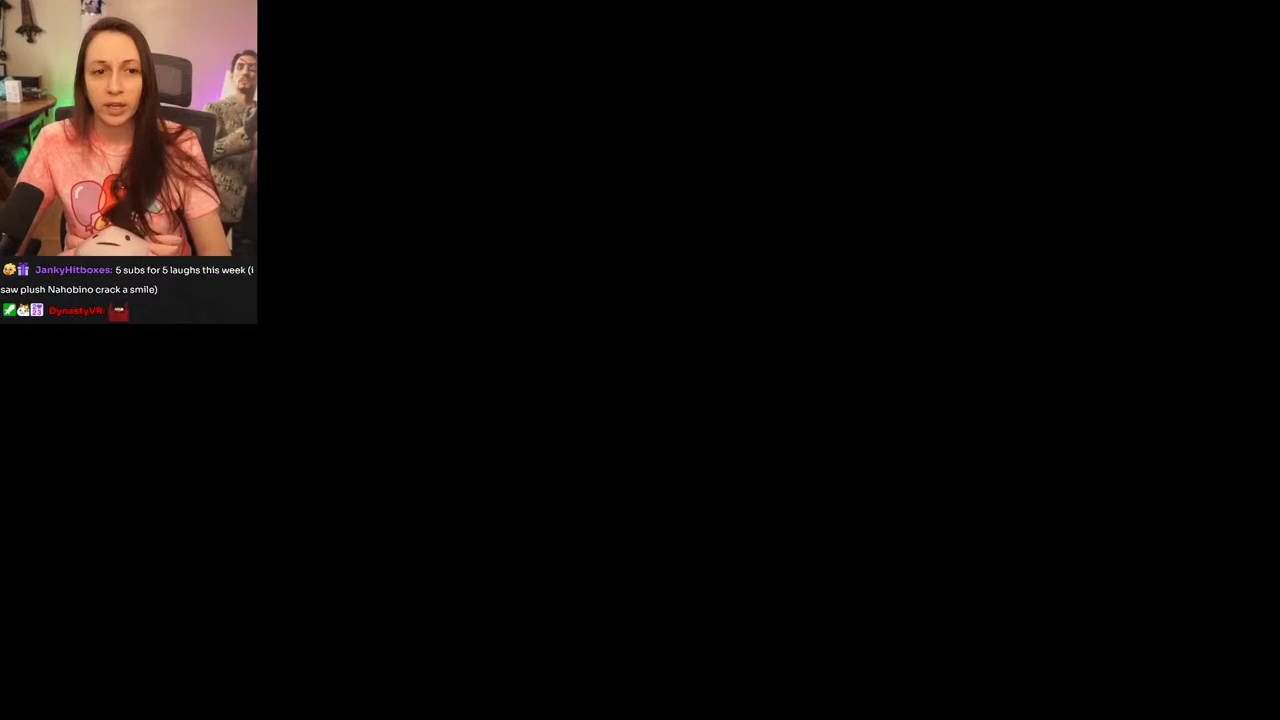 JankyHitboxes: 5 subs for 5 laughs this week (i
saw plush Nahobino crack a smile)
DynastyVR: